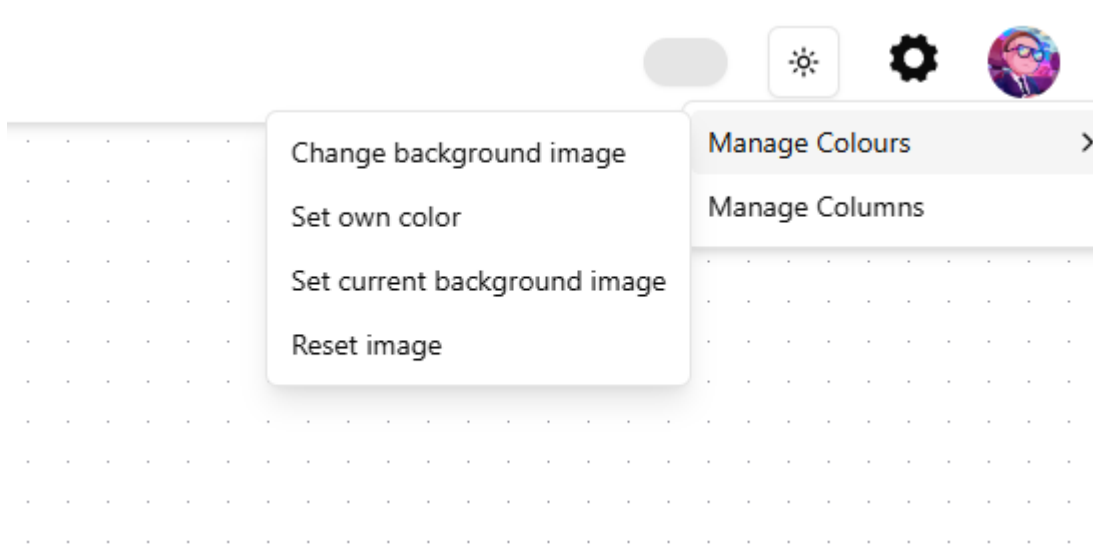 Manage Colours
Manage Columns
Change background image
Set own color
Set current background image
Reset image